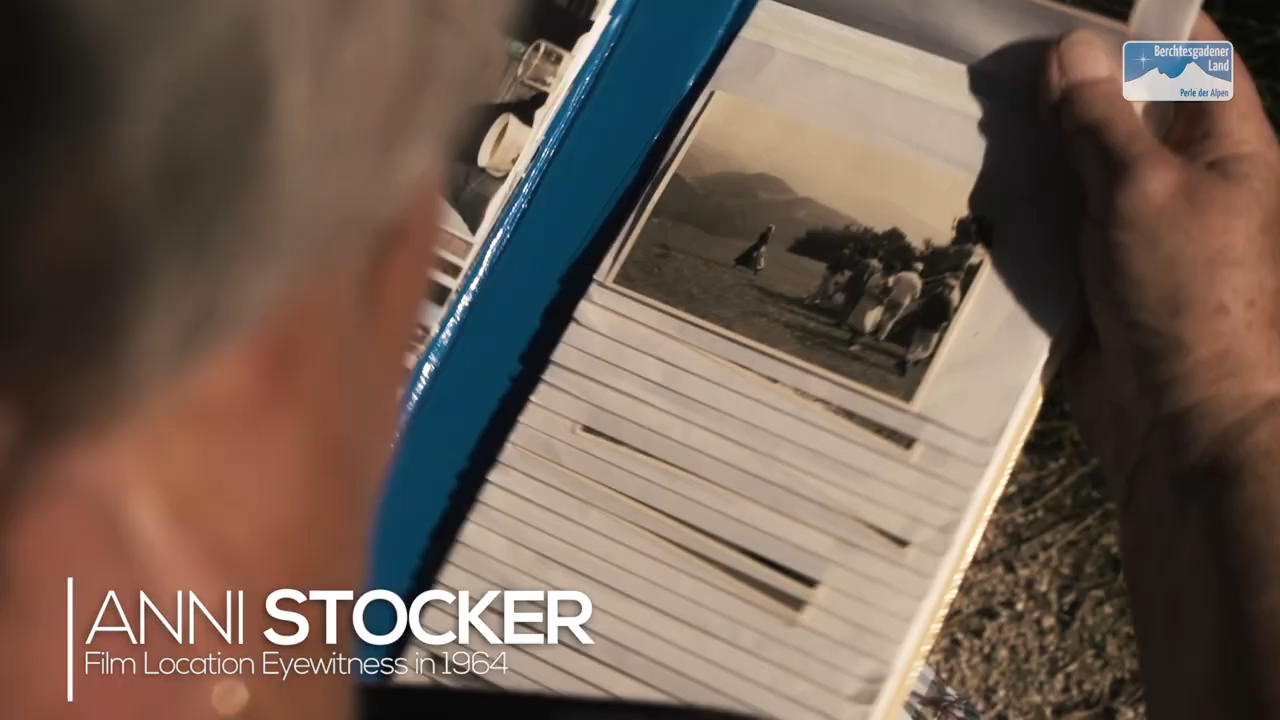 Berchtesgadener
Land
Perle der Alpen
ANNI STOCKER
Film Location Eyewitness in 1964